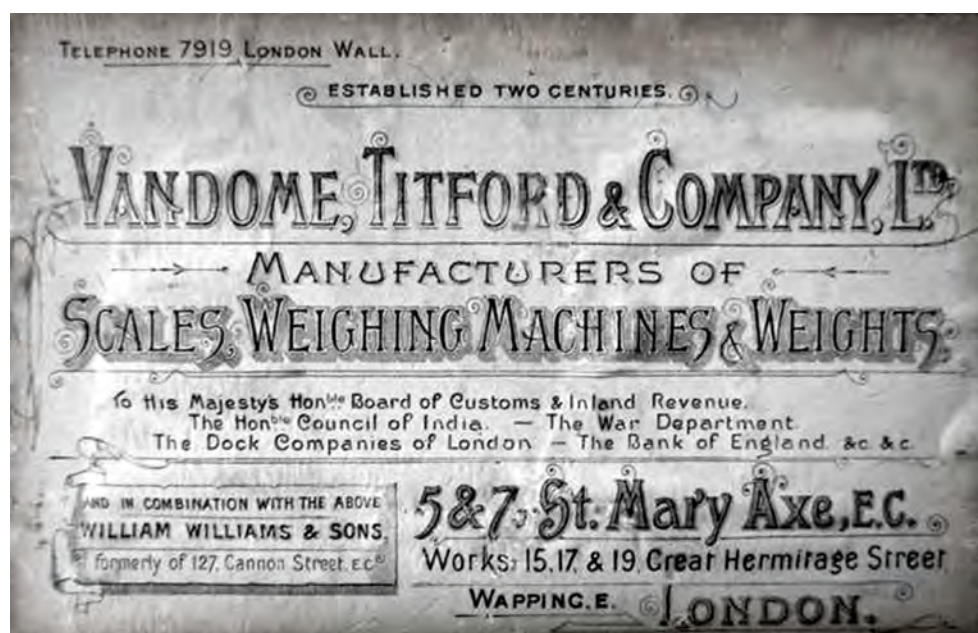 TELEPHONE 7919, LONDON WALL.
ESTABLISHED TWO CENTURIES.
VANDOME, TITFORD & COMPANY, LTD.
MANUFACTURERS OF
SCALES, WEIGHING MACHINES & WEIGHTS.
To His Majesty's Honble Board of Customs & Inland Revenue.
The Honble Council of India. — The War Department.
The Dock Companies of London — The Bank of England. &c. &c.
AND IN COMBINATION WITH THE ABOVE
WILLIAM WILLIAMS & SONS,
formerly of 127, Cannon Street, E.C.
5 & 7, St. Mary Axe, E.C.
Works: 15, 17, & 19, Great Hermitage Street
WAPPING, E. LONDON.